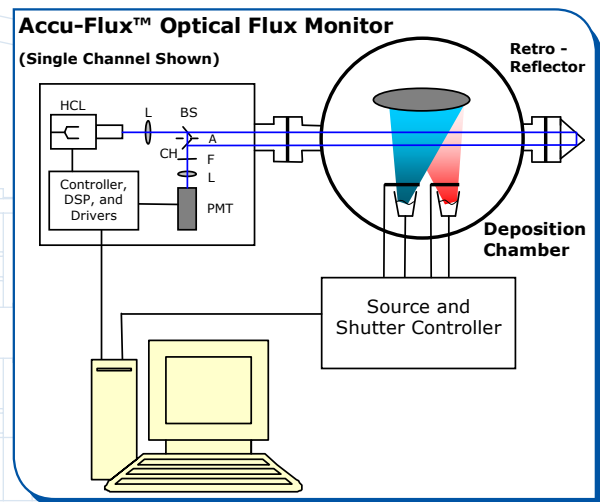 Accu-Flux™ Optical Flux Monitor
(Single Channel Shown)
Retro -
Reflector
HCL
L
BS
A
CH
F
L
Controller,
DSP, and
Drivers
PMT
Deposition
Chamber
Source and
Shutter Controller